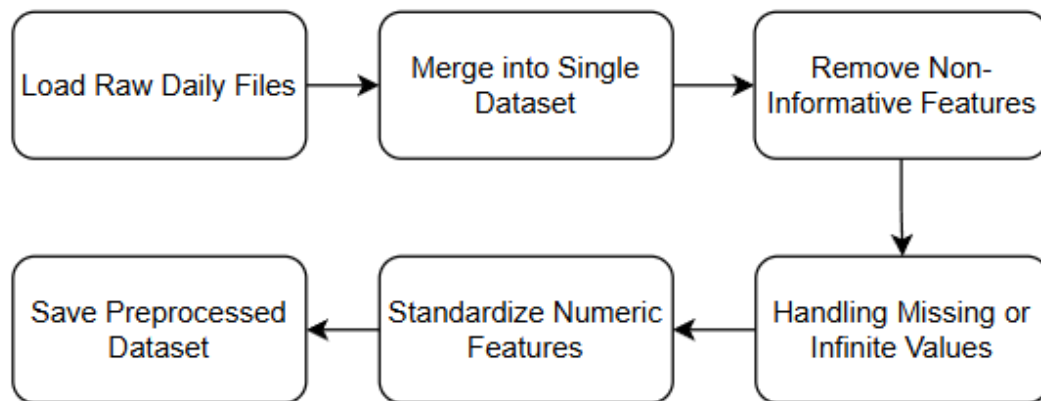 Load Raw Daily Files
Merge into Single
Dataset
Remove Non-
Informative Features
Handling Missing or
Infinite Values
Standardize Numeric
Features
Save Preprocessed
Dataset